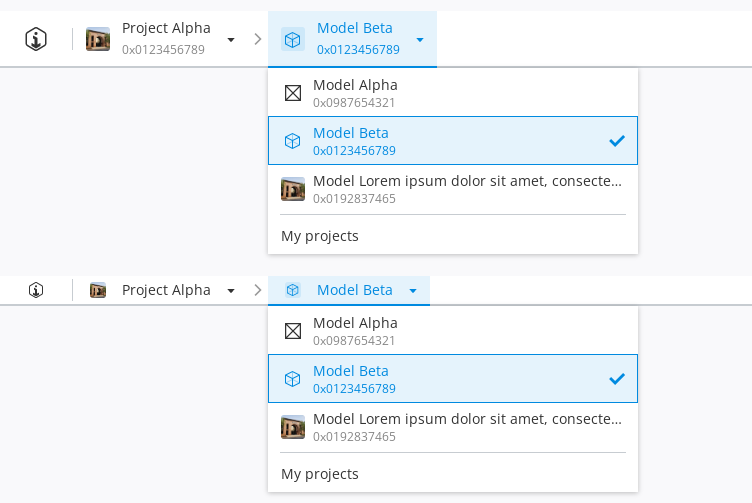 Project Alpha
0x0123456789
Model Beta
0x0123456789
Model Alpha
0x0987654321
Model Beta
0x0123456789
Model Lorem ipsum dolor sit amet, consecte...
0x0192837465
My projects
Project Alpha
Model Beta
Model Alpha
0x0987654321
Model Beta
0x0123456789
Model Lorem ipsum dolor sit amet, consecte...
0x0192837465
My projects